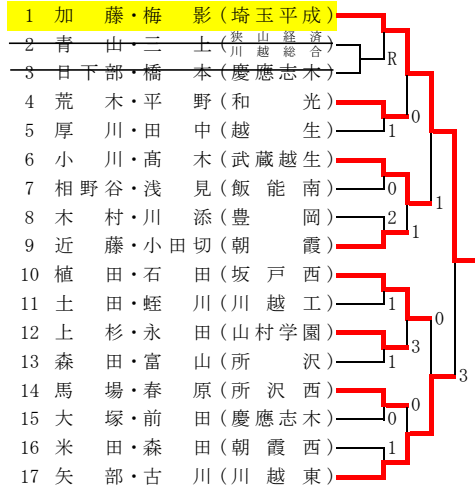 1 加藤・梅影(埼玉平成)
2 青山・三上(狭山経済川越総合)
3 日下部・橋本(慶應志木)
R
4 荒木・平野(和光)
0
5 厚川・田中(越生)
1
6 小川・髙木(武蔵越生)
7 相野谷・浅見(飯能南)
0
1
8 木村・川添(豊岡)
2
1
9 近藤・小田切(朝霞)
10 植田・石田(坂戸西)
11 土田・蛭川(川越工)
1
0
12 上杉・永田(山村学園)
3
13 森田・富山(所沢)
1
3
14 馬場・春原(所沢西)
0
15 大塚・前田(慶應志木)
0
16 米田・森田(朝霞西)
1
17 矢部・古川(川越東)